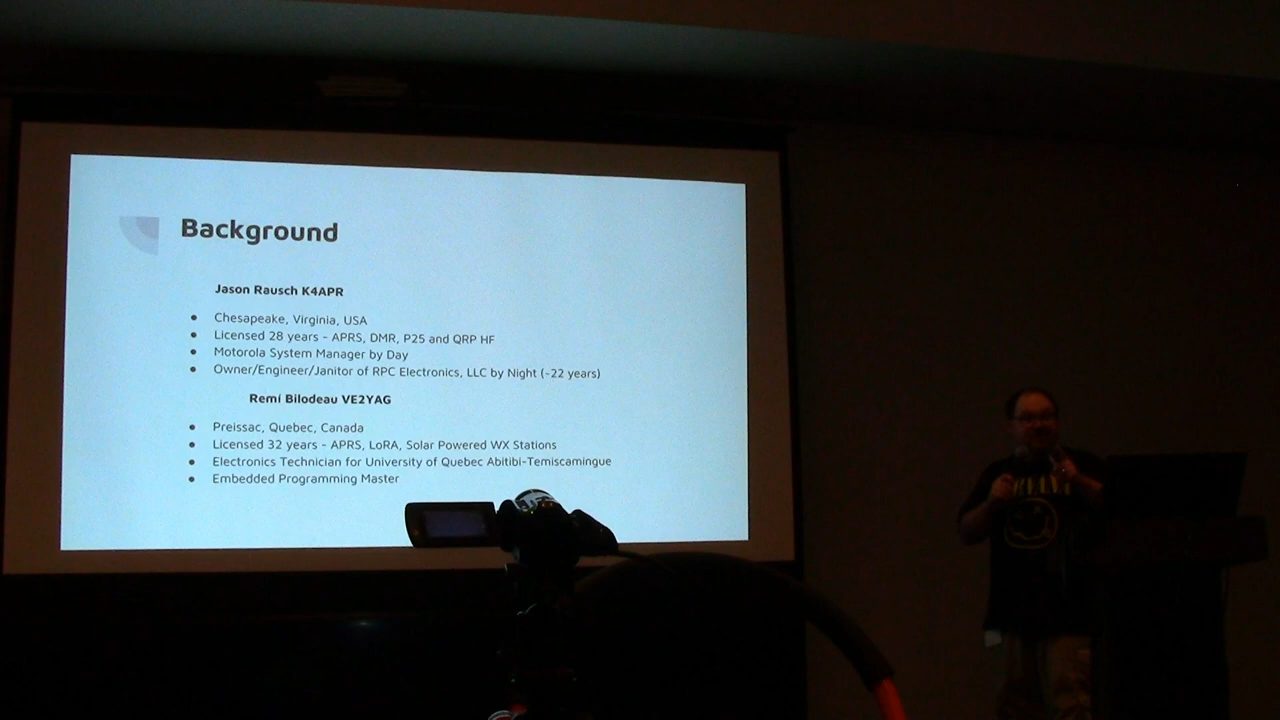 Background
Jason Rausch K4APR
● Chesapeake, Virginia, USA
● Licensed 28 years - APRS, DMR, P25 and QRP HF
● Motorola System Manager by Day
● Owner/Engineer/Janitor of RPC Electronics, LLC by Night (~22 years)
Remí Bilodeau VE2YAG
● Preissac, Quebec, Canada
● Licensed 32 years - APRS, LoRA, Solar Powered WX Stations
● Electronics Technician for University of Quebec Abitibi-Temiscamingue
● Embedded Programming Master